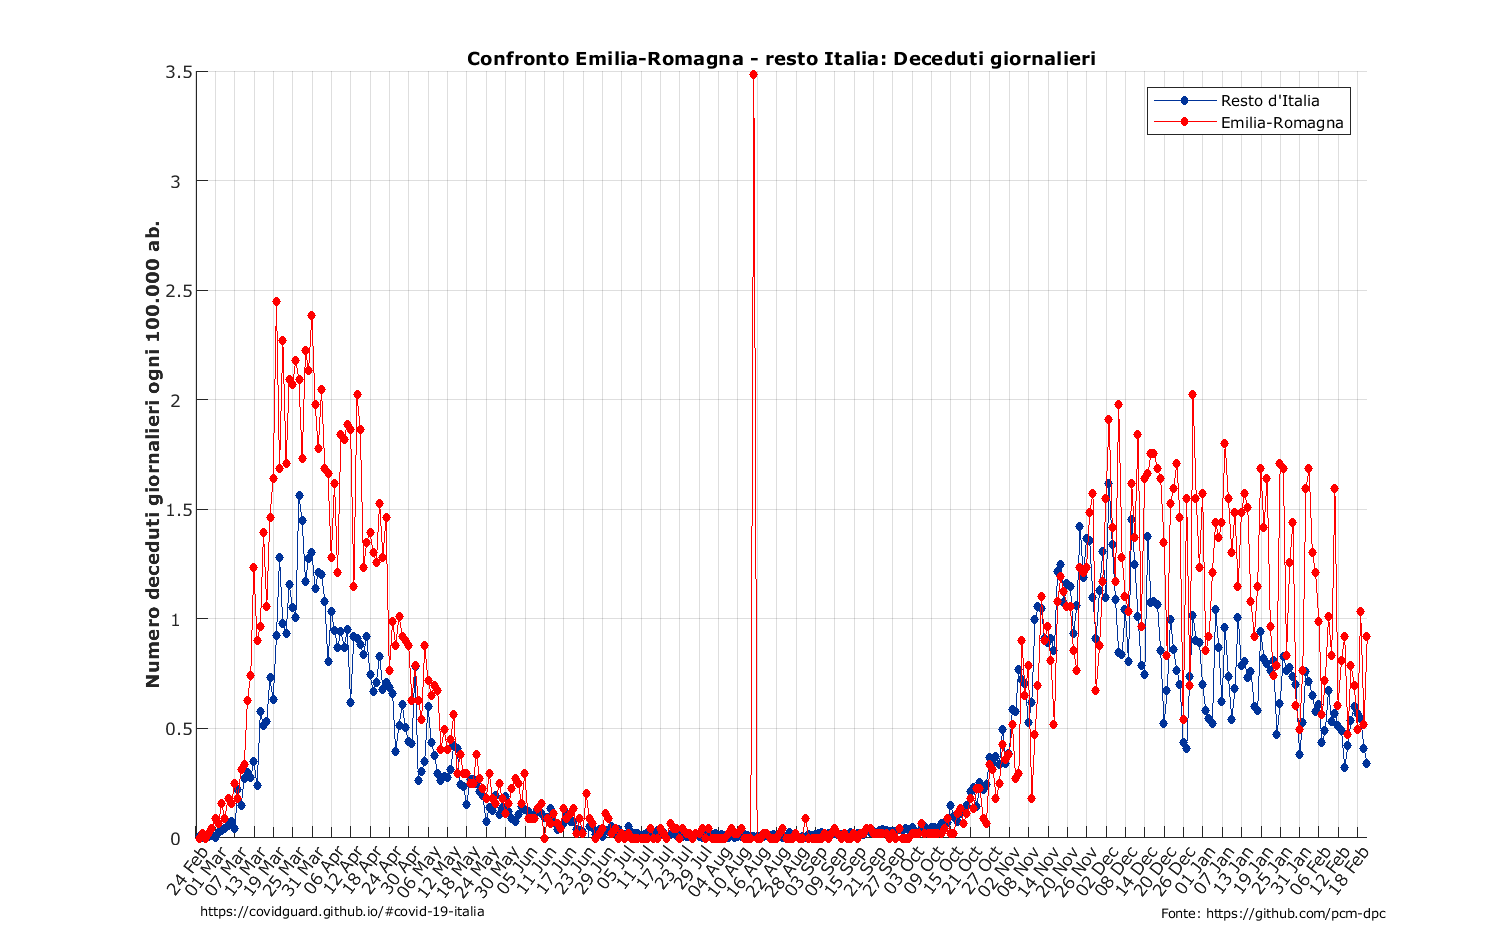 Confronto Emilia-Romagna - resto Italia: Deceduti giornalieri
Resto d'Italia
Emilia-Romagna
Numero deceduti giornalieri ogni 100.000 ab.
3.5
3
2.5
2
1.5
1
0.5
0
24 Feb
01 Mar
07 Mar
13 Mar
19 Mar
25 Mar
31 Mar
06 Apr
12 Apr
18 Apr
24 Apr
30 Apr
06 May
12 May
18 May
24 May
30 May
05 Jun
11 Jun
17 Jun
23 Jun
29 Jun
05 Jul
11 Jul
17 Jul
23 Jul
29 Jul
04 Aug
10 Aug
16 Aug
22 Aug
28 Aug
03 Sep
09 Sep
15 Sep
21 Sep
27 Sep
03 Oct
09 Oct
15 Oct
21 Oct
27 Oct
02 Nov
08 Nov
14 Nov
20 Nov
26 Nov
02 Dec
08 Dec
14 Dec
20 Dec
26 Dec
01 Jan
07 Jan
13 Jan
19 Jan
25 Jan
31 Jan
06 Feb
12 Feb
18 Feb
https://covidguard.github.io/#covid-19-italia
Fonte: https://github.com/pcm-dpc